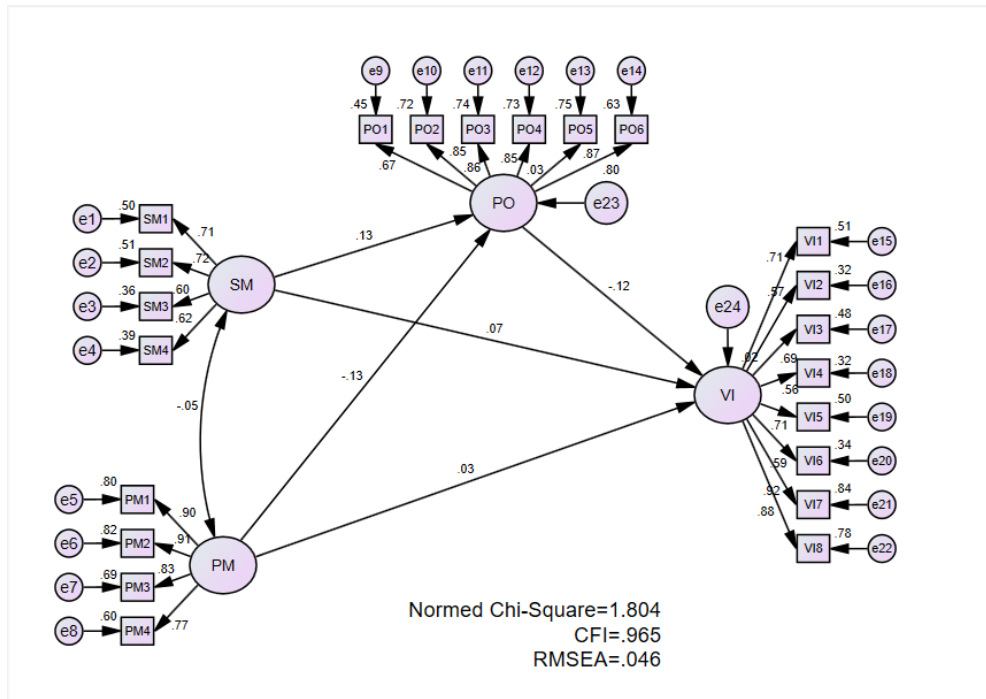 e9 e10 e11 e12 e13 e14
.45 .72 .74 .73 .75 .63
PO1 PO2 PO3 PO4 PO5 PO6
.67 .85 .86 .85 .03 .87 .80
PO e23
e1 .50 SM1 .71
e2 .51 SM2 .72
e3 .36 SM3 .60
e4 .39 SM4 .62
SM
.13
-.12
.07
-.13
-.05
.03
e24
.02
VI
.71 VI1 .51 e15
.57 VI2 .32 e16
.69 VI3 .48 e17
.56 VI4 .32 e18
.71 VI5 .50 e19
.59 VI6 .34 e20
.92 VI7 .84 e21
.88 VI8 .78 e22
e5 .80 PM1 .90
e6 .82 PM2 .91
e7 .69 PM3 .83
e8 .60 PM4 .77
PM
Normed Chi-Square=1.804
CFI=.965
RMSEA=.046